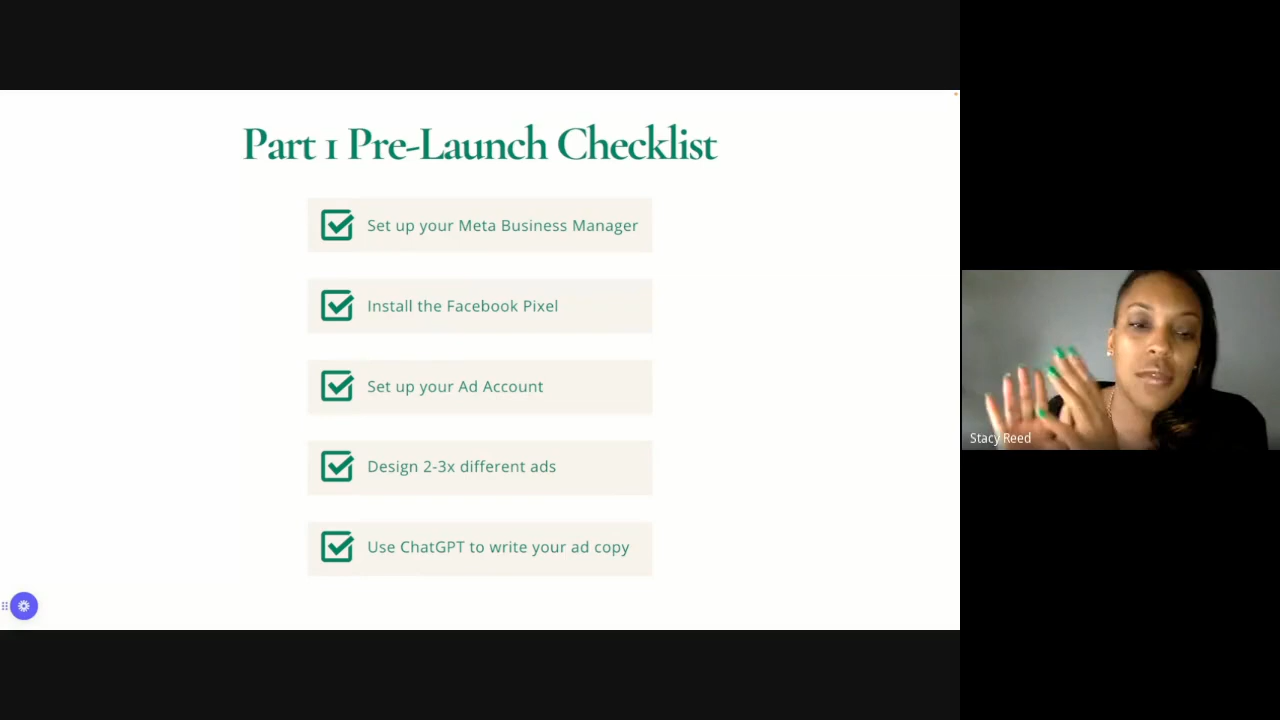 Part 1 Pre-Launch Checklist
Set up your Meta Business Manager
Install the Facebook Pixel
Set up your Ad Account
Design 2-3x different ads
Use ChatGPT to write your ad copy
Stacy Reed